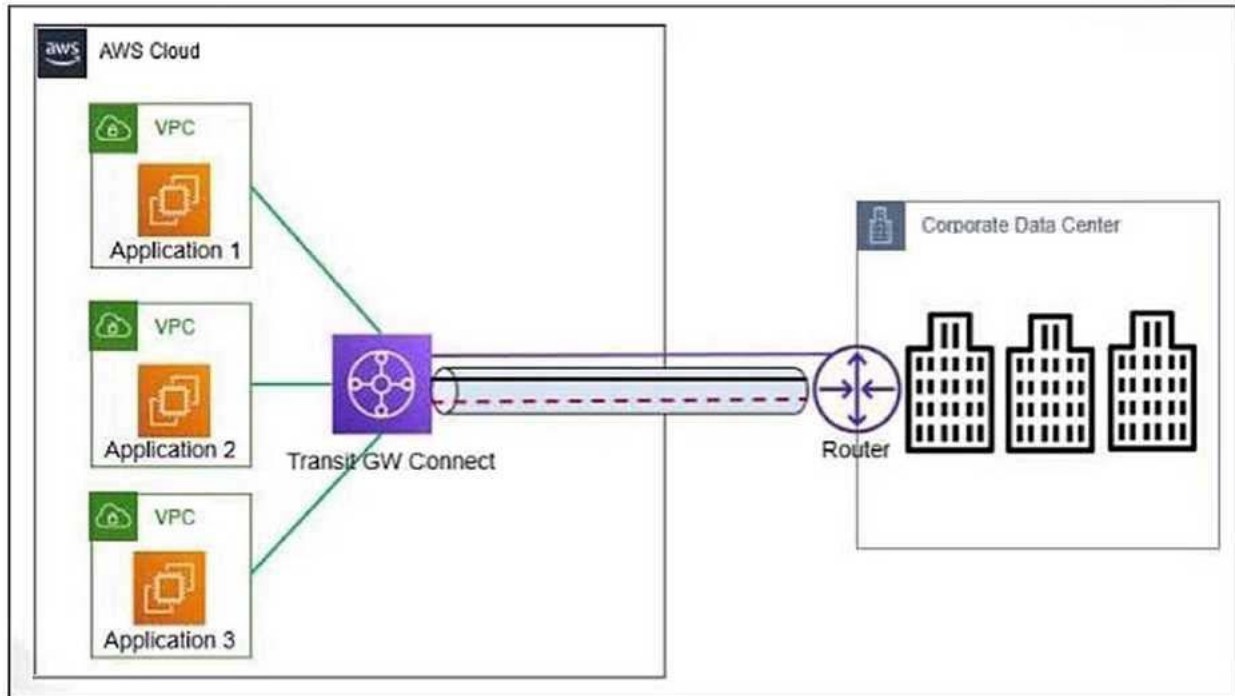 aws
AWS Cloud
VPC
Application 1
VPC
Application 2
VPC
Application 3
Transit GW Connect
Router
Corporate Data Center